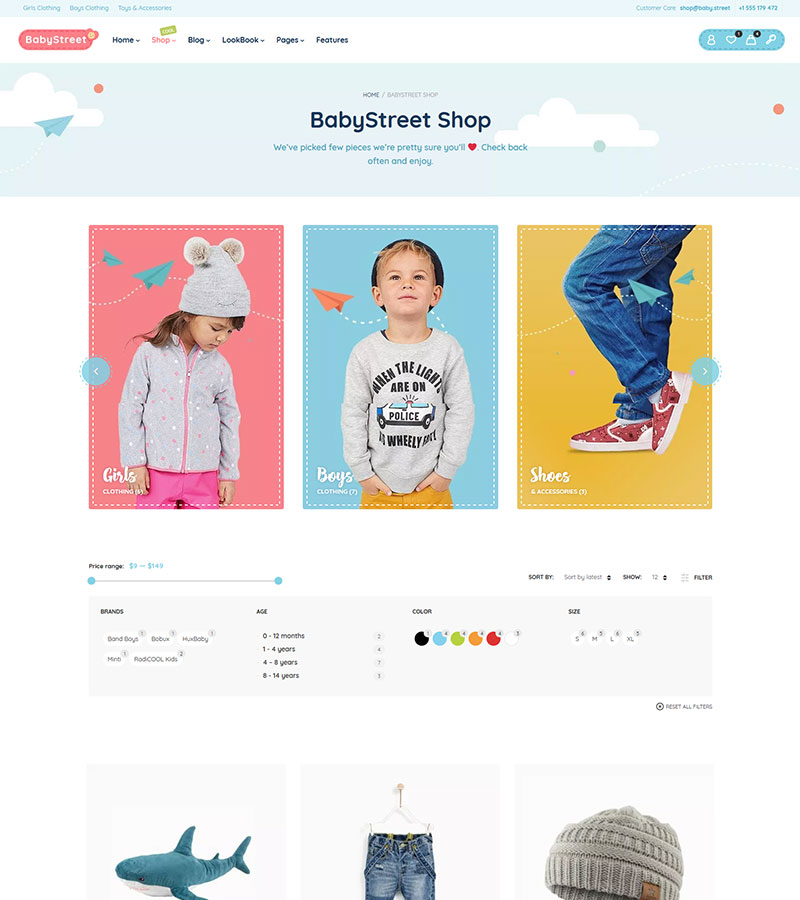 Girls Clothing Boys Clothing Toys & Accessories Customer Care shop@baby.street +1 555 179 472
BabyStreet Home Shop COOL Blog LookBook Pages Features 1 4
HOME / BABYSTREET SHOP
BabyStreet Shop
We've picked few pieces we're pretty sure you'll ❤. Check back
often and enjoy.
WHEN THE LIGHTS
ARE ON
POLICE
Girls
CLOTHING (6)
Boys
CLOTHING (7)
Shoes
& ACCESSORIES (3)
Price range: $9 — $149
SORT BY: Sort by latest SHOW: 12 FILTER
BRANDS AGE COLOR SIZE
Band Boys 1 Bobux 1 HuxBaby 1
Minti 1 RadiCOOL Kids 2
0 - 12 months 2
1 - 4 years 4
4 - 8 years 7
8 - 14 years 3
1 4 4 4 4 3
S 6 M 5 L 6 XL 5
RESET ALL FILTERS